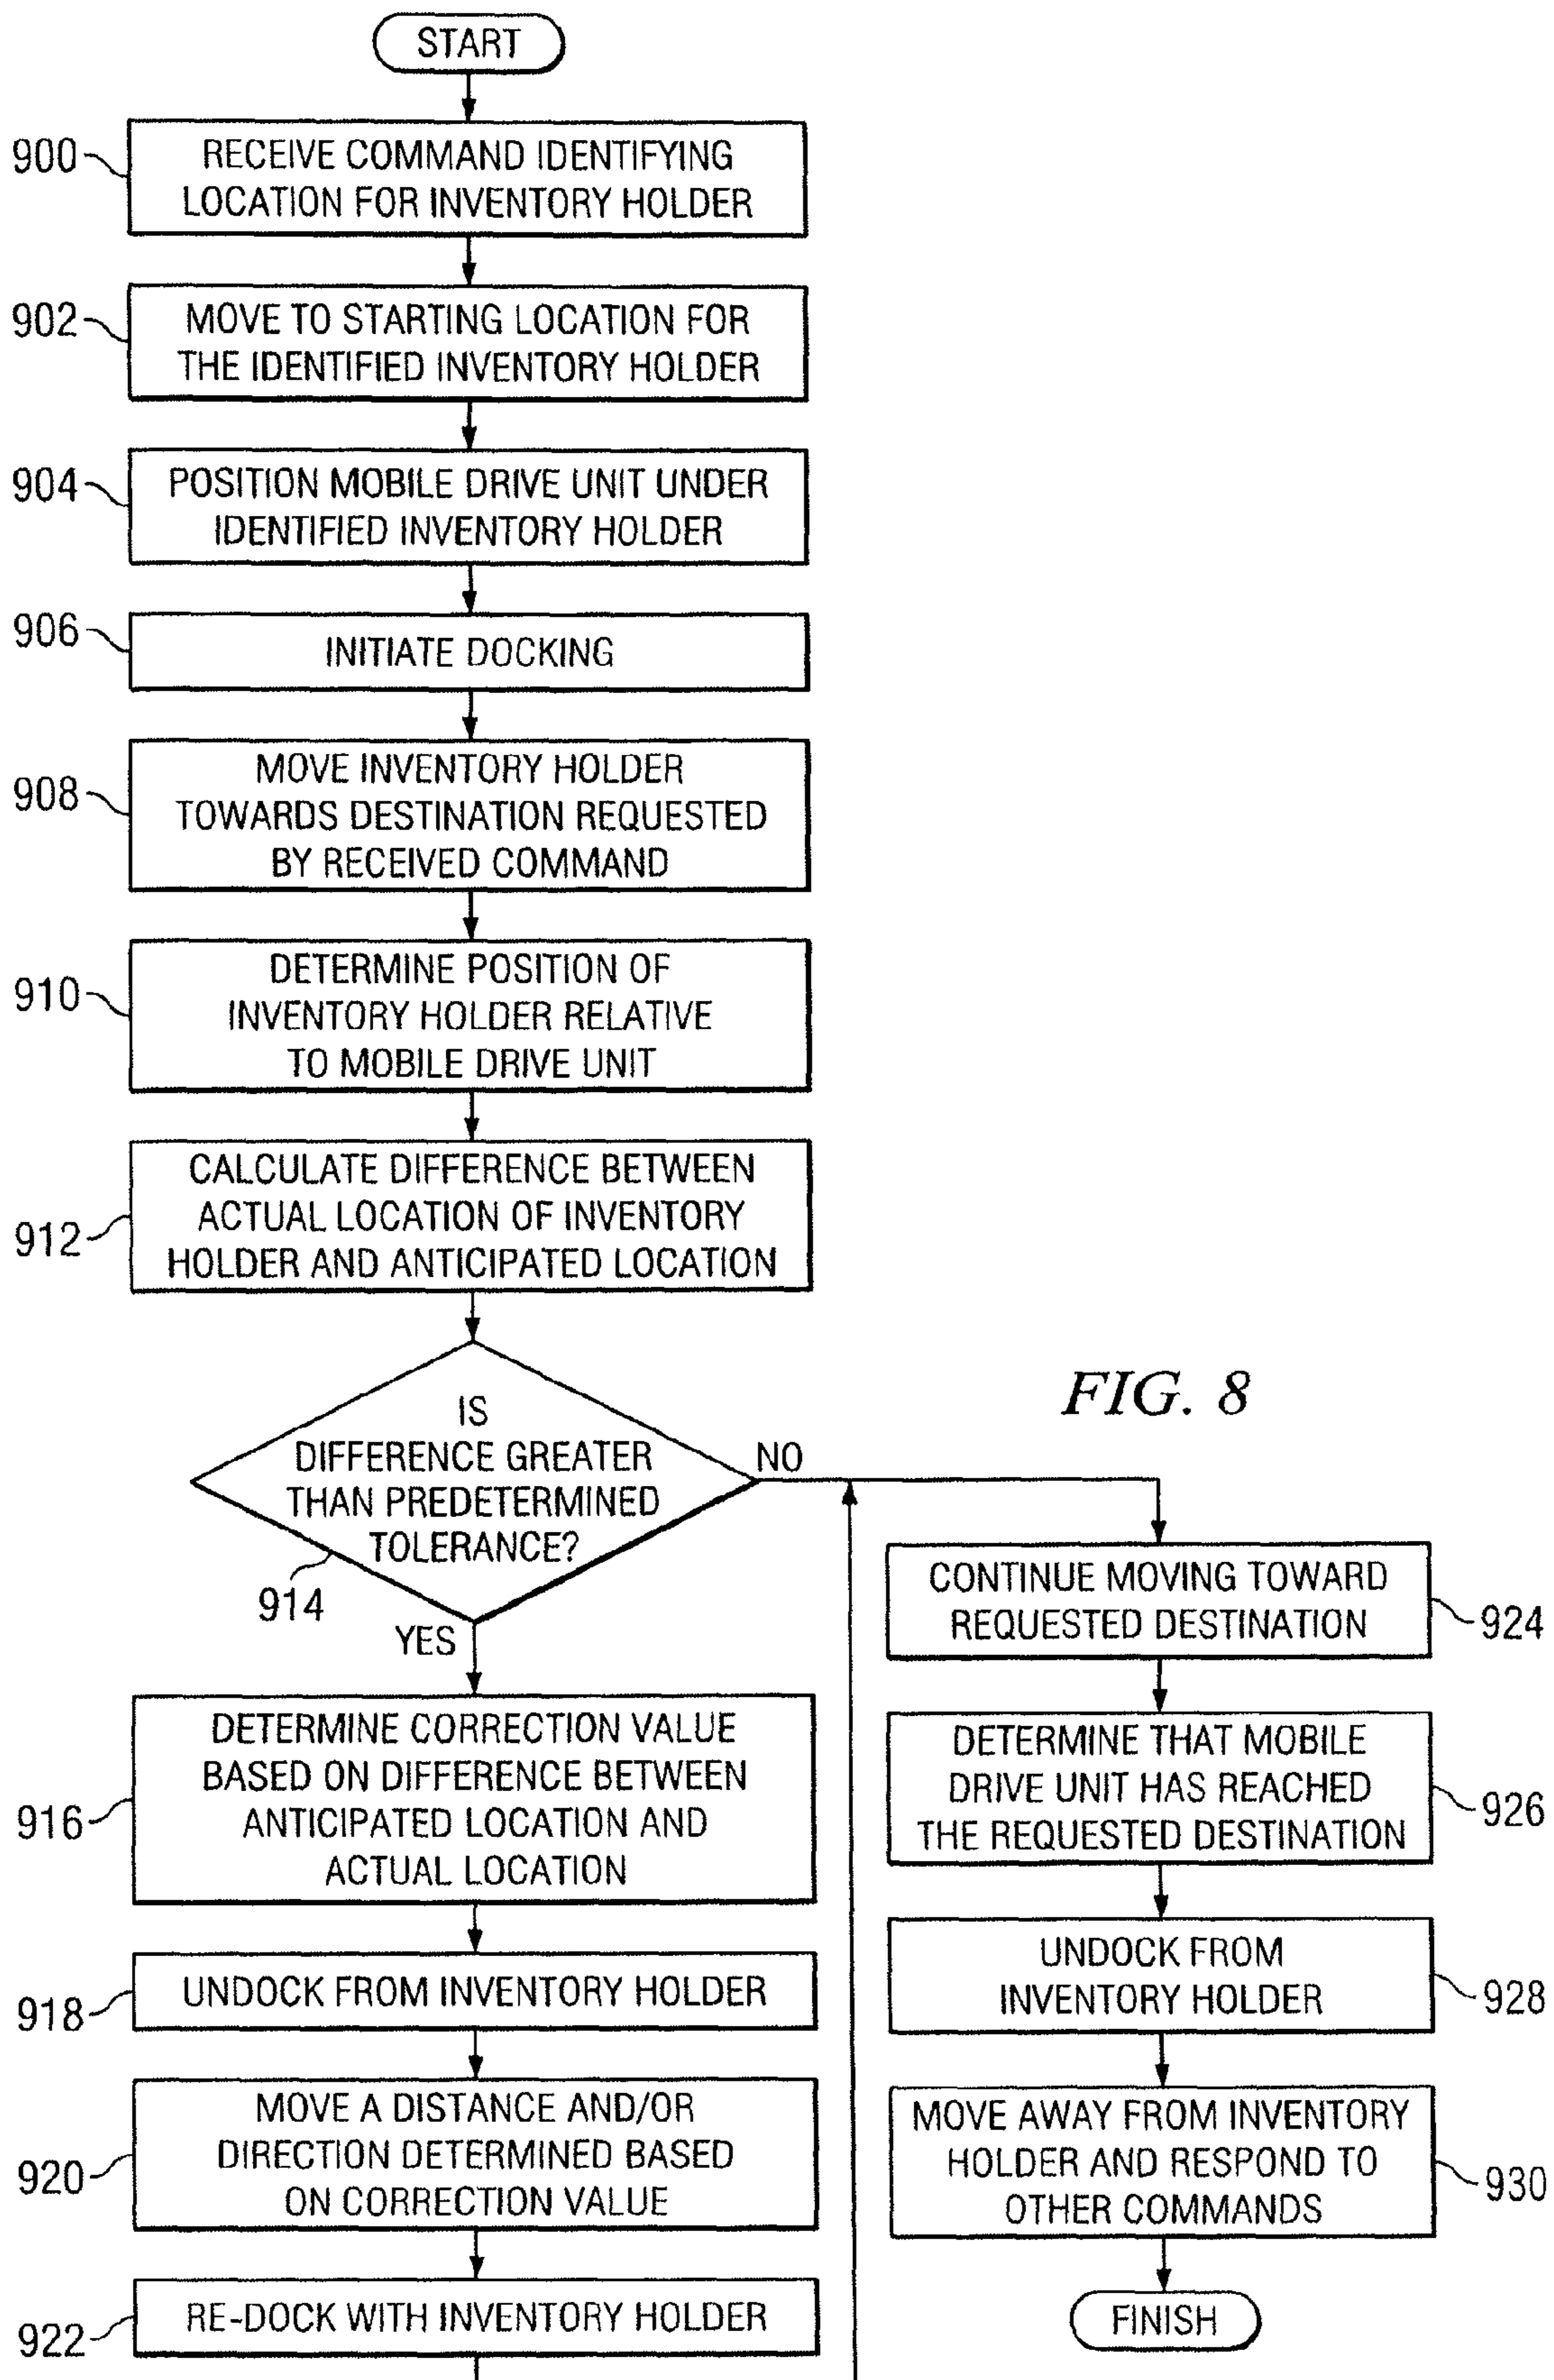 START
900
RECEIVE COMMAND IDENTIFYING
LOCATION FOR INVENTORY HOLDER
902
MOVE TO STARTING LOCATION FOR
THE IDENTIFIED INVENTORY HOLDER
904
POSITION MOBILE DRIVE UNIT UNDER
IDENTIFIED INVENTORY HOLDER
906
INITIATE DOCKING
908
MOVE INVENTORY HOLDER
TOWARDS DESTINATION REQUESTED
BY RECEIVED COMMAND
910
DETERMINE POSITION OF
INVENTORY HOLDER RELATIVE
TO MOBILE DRIVE UNIT
912
CALCULATE DIFFERENCE BETWEEN
ACTUAL LOCATION OF INVENTORY
HOLDER AND ANTICIPATED LOCATION
FIG. 8
IS
DIFFERENCE GREATER
THAN PREDETERMINED
TOLERANCE?
914
NO
YES
916
DETERMINE CORRECTION VALUE
BASED ON DIFFERENCE BETWEEN
ANTICIPATED LOCATION AND
ACTUAL LOCATION
918
UNDOCK FROM INVENTORY HOLDER
920
MOVE A DISTANCE AND/OR
DIRECTION DETERMINED BASED
ON CORRECTION VALUE
922
RE-DOCK WITH INVENTORY HOLDER
CONTINUE MOVING TOWARD
REQUESTED DESTINATION
924
DETERMINE THAT MOBILE
DRIVE UNIT HAS REACHED
THE REQUESTED DESTINATION
926
UNDOCK FROM
INVENTORY HOLDER
928
MOVE AWAY FROM INVENTORY
HOLDER AND RESPOND TO
OTHER COMMANDS
930
FINISH